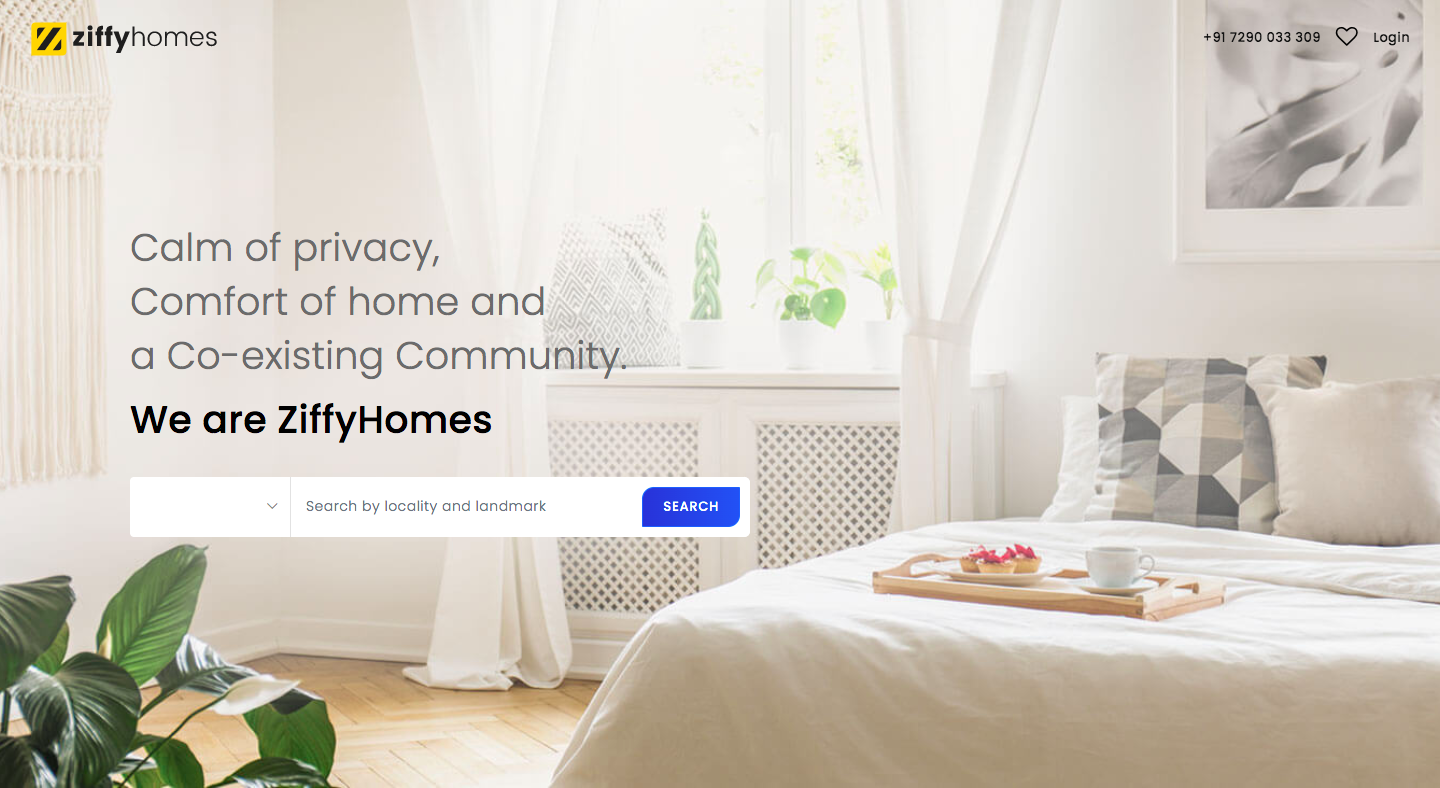 ziffyhomes
+91 7290 033 309
Login
Calm of privacy,
Comfort of home and
a Co-existing Community.
We are ZiffyHomes
Search by locality and landmark
SEARCH